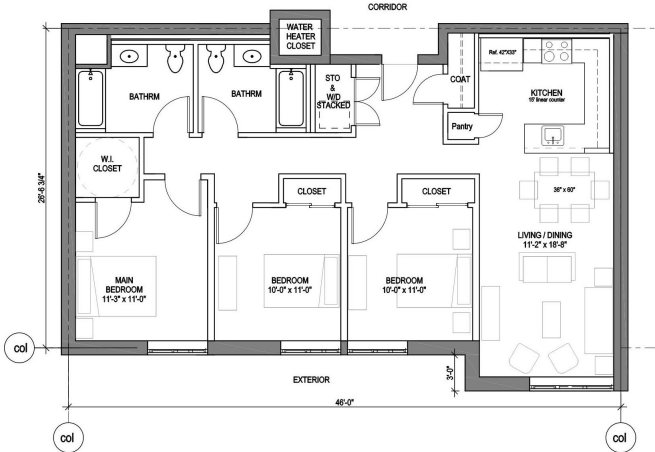 CORRIDOR
WATER
HEATER
CLOSET
BATHRM
BATHRM
STO
&
W/D
STACKED
COAT
Ref. 42"X33"
KITCHEN
15' linear counter
Pantry
W.I.
CLOSET
26'-6 3/4"
CLOSET
CLOSET
36" x 60"
LIVING / DINING
11'-2" x 18'-8"
MAIN
BEDROOM
11'-3" x 11'-0"
BEDROOM
10'-0" x 11'-0"
BEDROOM
10'-0" x 11'-0"
col
EXTERIOR
3'-0"
46'-0"
col
col